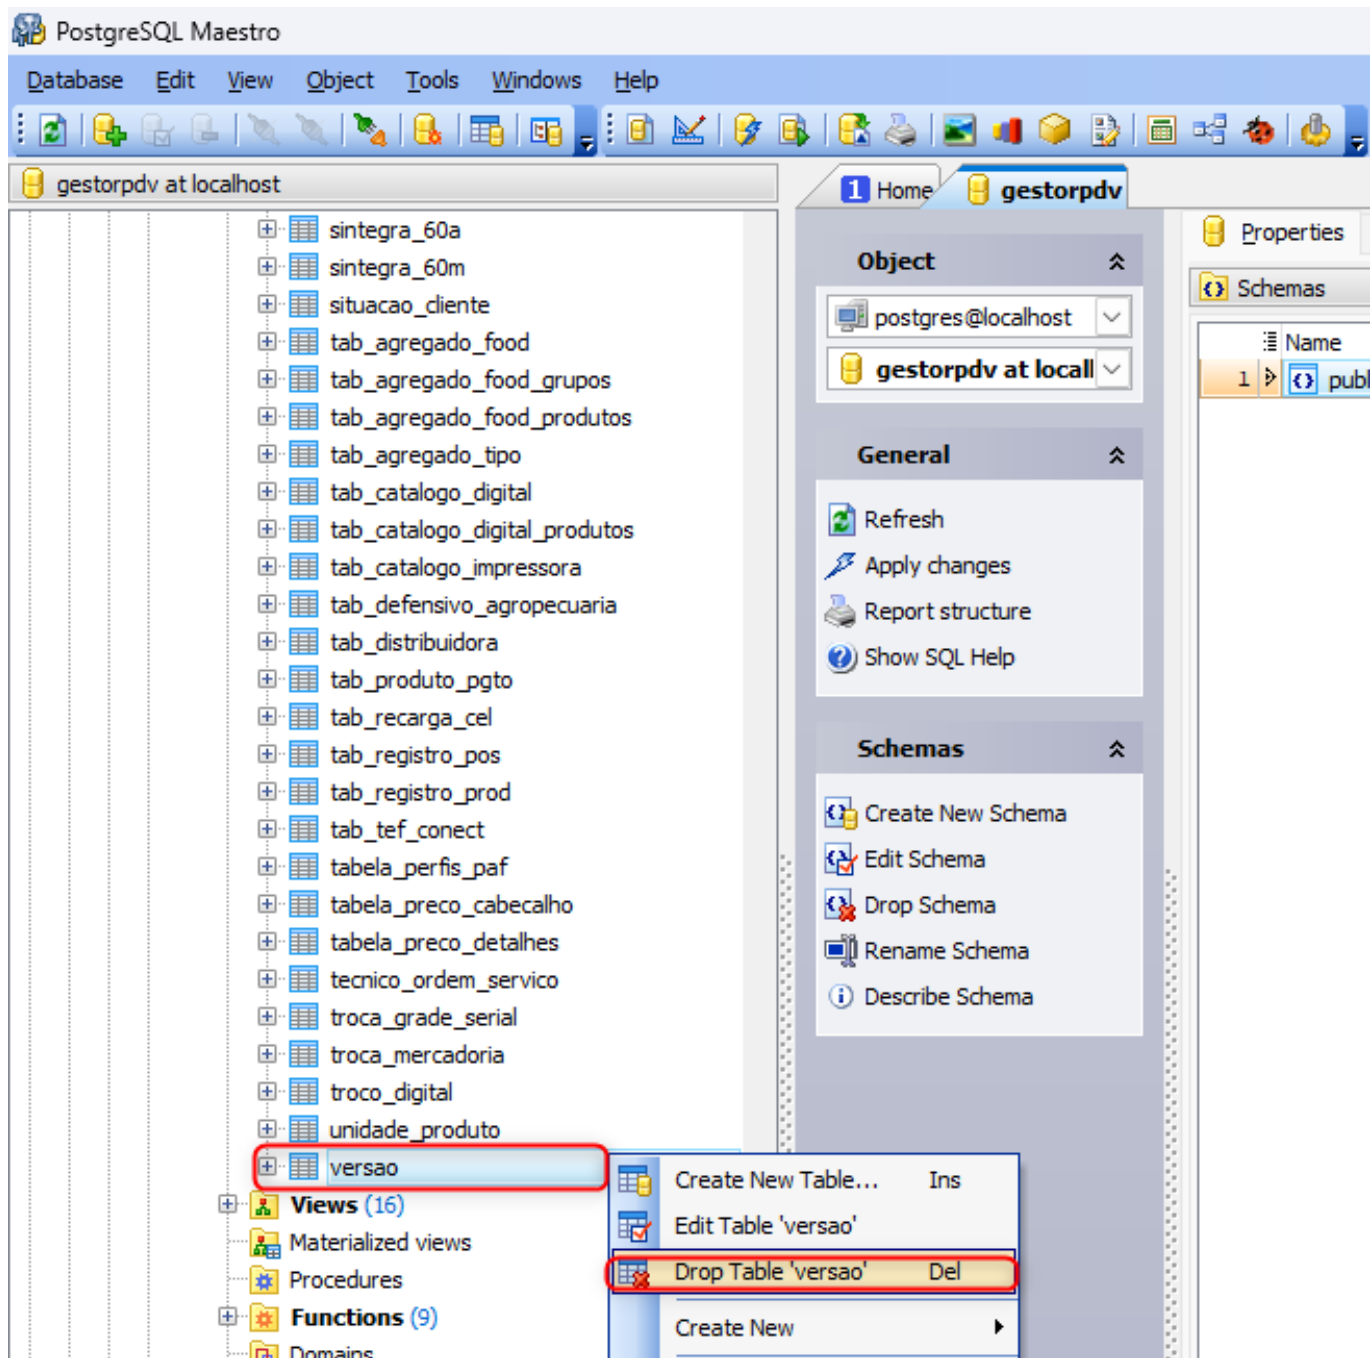 PostgreSQL Maestro
Database Edit View Object Tools Windows Help
gestorpdv at localhost
1 Home
gestorpdv
sintegra_60a
sintegra_60m
situacao_cliente
tab_agregado_food
tab_agregado_food_grupos
tab_agregado_food_produtos
tab_agregado_tipo
tab_catalogo_digital
tab_catalogo_digital_produtos
tab_catalogo_impressora
tab_defensivo_agropecuaria
tab_distribuidora
tab_produto_pgto
tab_recarga_cel
tab_registro_pos
tab_registro_prod
tab_tef_conect
tabela_perfis_paf
tabela_preco_cabecalho
tabela_preco_detalhes
tecnico_ordem_servico
troca_grade_serial
troca_mercadoria
troco_digital
unidade_produto
versao
Views (16)
Materialized views
Procedures
Functions (9)
Domains
Create New Table... Ins
Edit Table 'versao'
Drop Table 'versao' Del
Create New
Object
postgres@localhost
gestorpdv at locall
General
Refresh
Apply changes
Report structure
Show SQL Help
Schemas
Create New Schema
Edit Schema
Drop Schema
Rename Schema
Describe Schema
Properties
Schemas
Name
1 publ